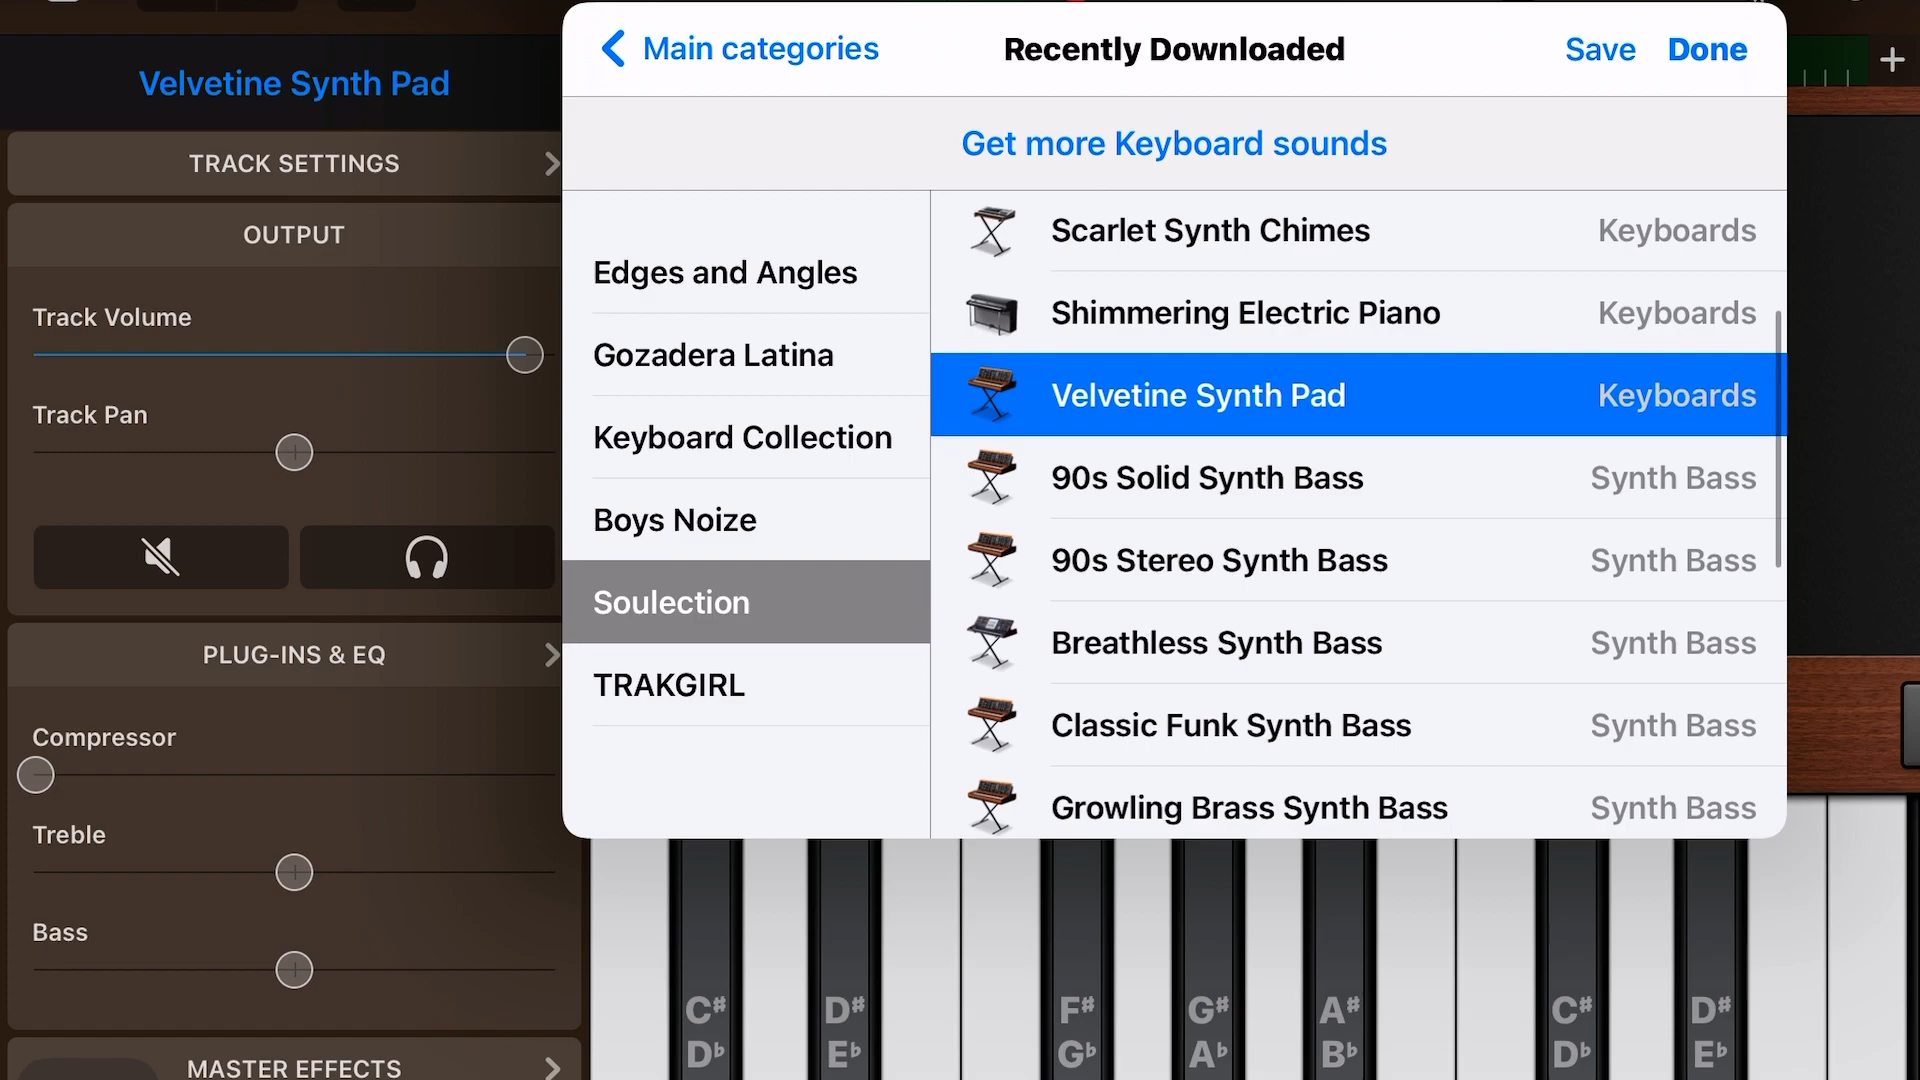 Velvetine Synth Pad
TRACK SETTINGS
OUTPUT
Track Volume
Track Pan
PLUG-INS & EQ
Compressor
Treble
Bass
MASTER EFFECTS
Main categories
Recently Downloaded
Save
Done
Get more Keyboard sounds
Edges and Angles
Gozadera Latina
Keyboard Collection
Boys Noize
Soulection
TRAKGIRL
Scarlet Synth Chimes Keyboards
Shimmering Electric Piano Keyboards
Velvetine Synth Pad Keyboards
90s Solid Synth Bass Synth Bass
90s Stereo Synth Bass Synth Bass
Breathless Synth Bass Synth Bass
Classic Funk Synth Bass Synth Bass
Growling Brass Synth Bass Synth Bass
C♯ D♯ F♯ G♯ A♯ C♯ D♯
D♭ E♭ G♭ A♭ B♭ D♭ E♭